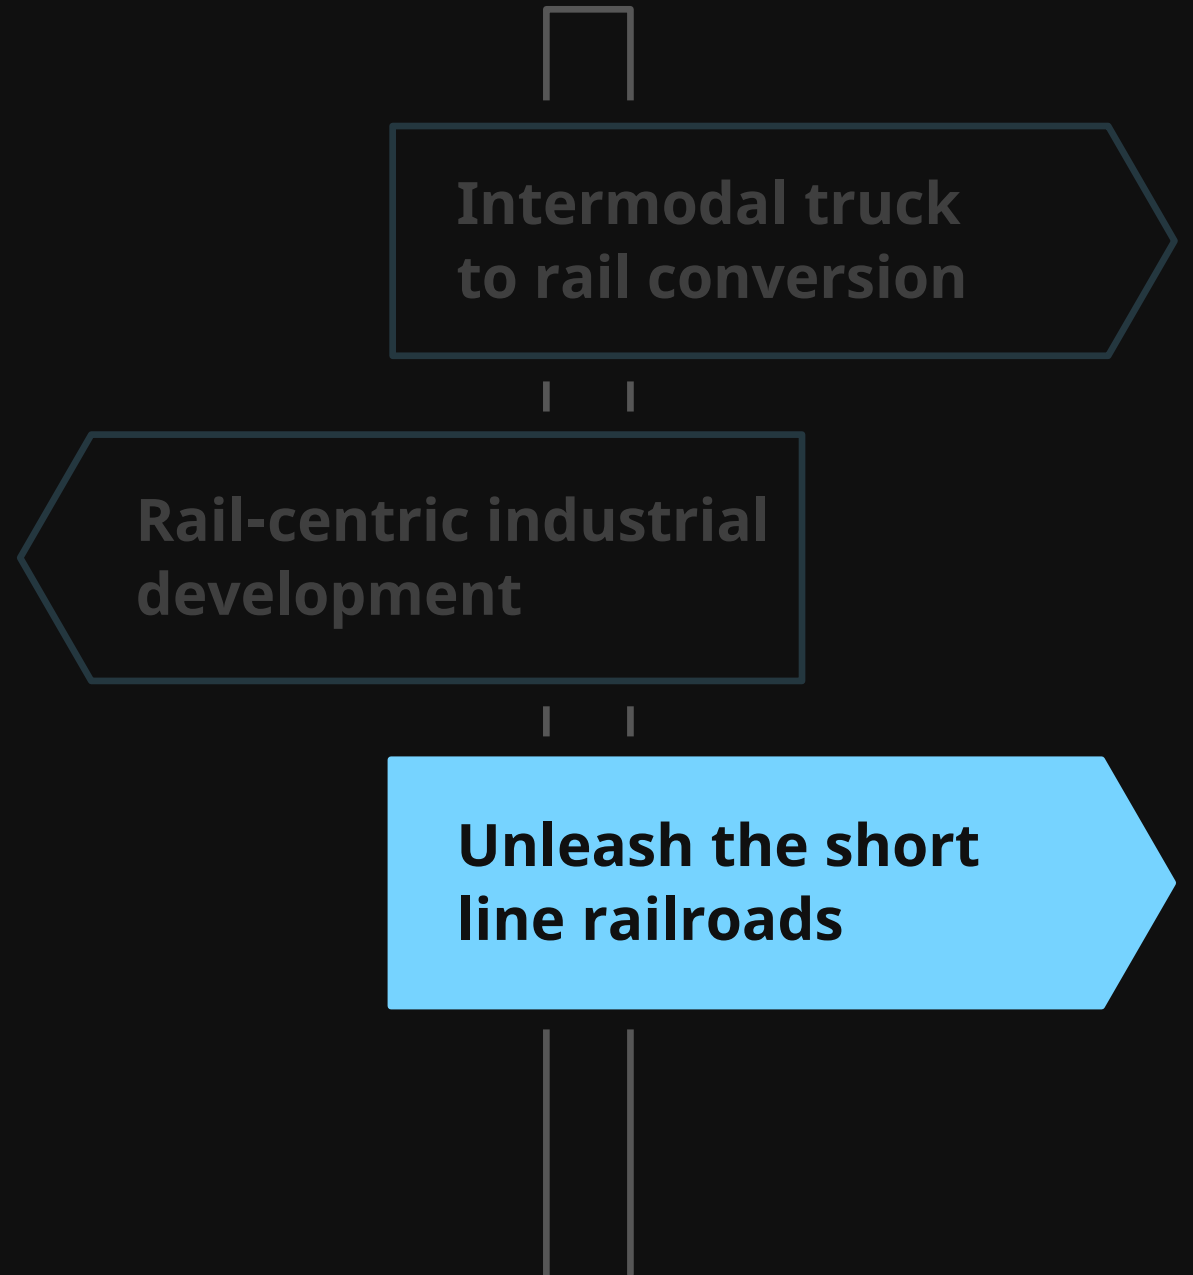 Intermodal truck
to rail conversion
Rail-centric industrial
development
Unleash the short
line railroads